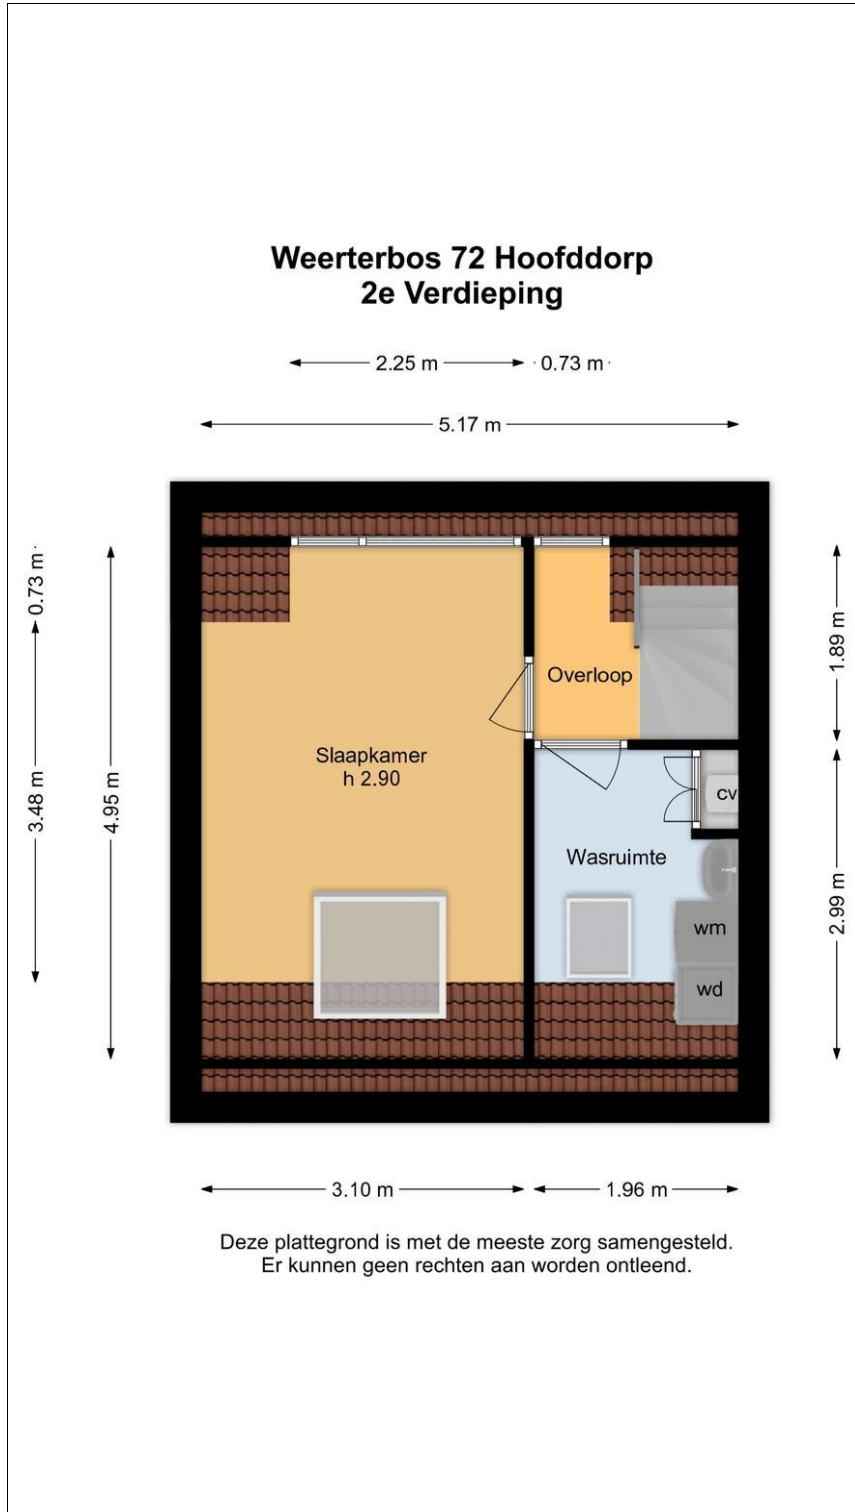 Weerterbos 72 Hoofddorp
2e Verdieping
2.25 m
0.73 m
5.17 m
0.73 m
1.89 m
Overloop
Slaapkamer
h 2.90
3.48 m
4.95 m
cv
Wasruimte
2.99 m
wm
wd
3.10 m
1.96 m
Deze plattegrond is met de meeste zorg samengesteld.
Er kunnen geen rechten aan worden ontleend.